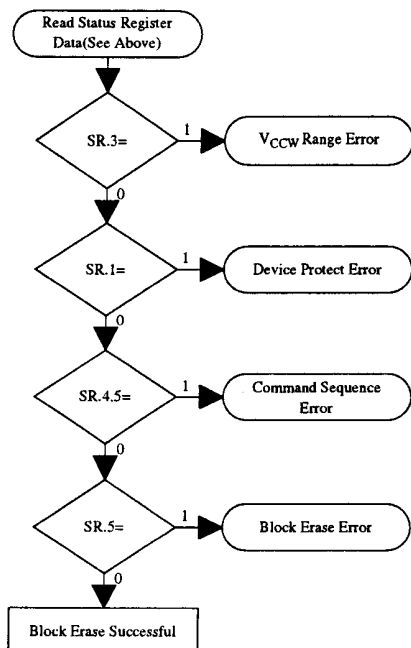 Read Status Register
Data(See Above)
SR.3=
1
VCCW Range Error
0
SR.1=
1
Device Protect Error
0
SR.4.5=
1
Command Sequence
Error
0
SR.5=
1
Block Erase Error
0
Block Erase Successful